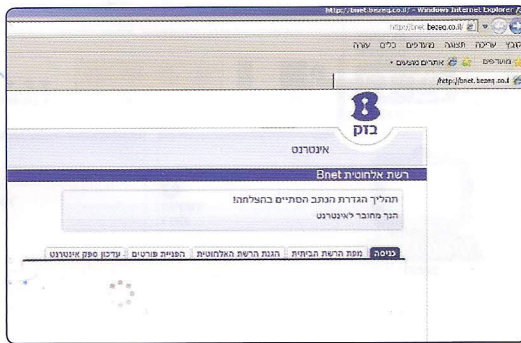 http://bnet.bezeq.co.il/ - Windows Internet Explorer
http://bnet.bezeq.co.il/
קובץ עריכה תצוגה מועדפים כלים עזרה
מועדפים אתרים מוצעים
http://bnet.bezeq.co.il/
בזק
אינטרנט
רשת אלחוטית Bnet
תהליך הגדרת הנתב הסתיים בהצלחה!
הנך מחובר לאינטרנט
כניסה מפת הרשת הביתית הגנת הרשת האלחוטית הפניית פורטים עדכון ספק אינטרנט